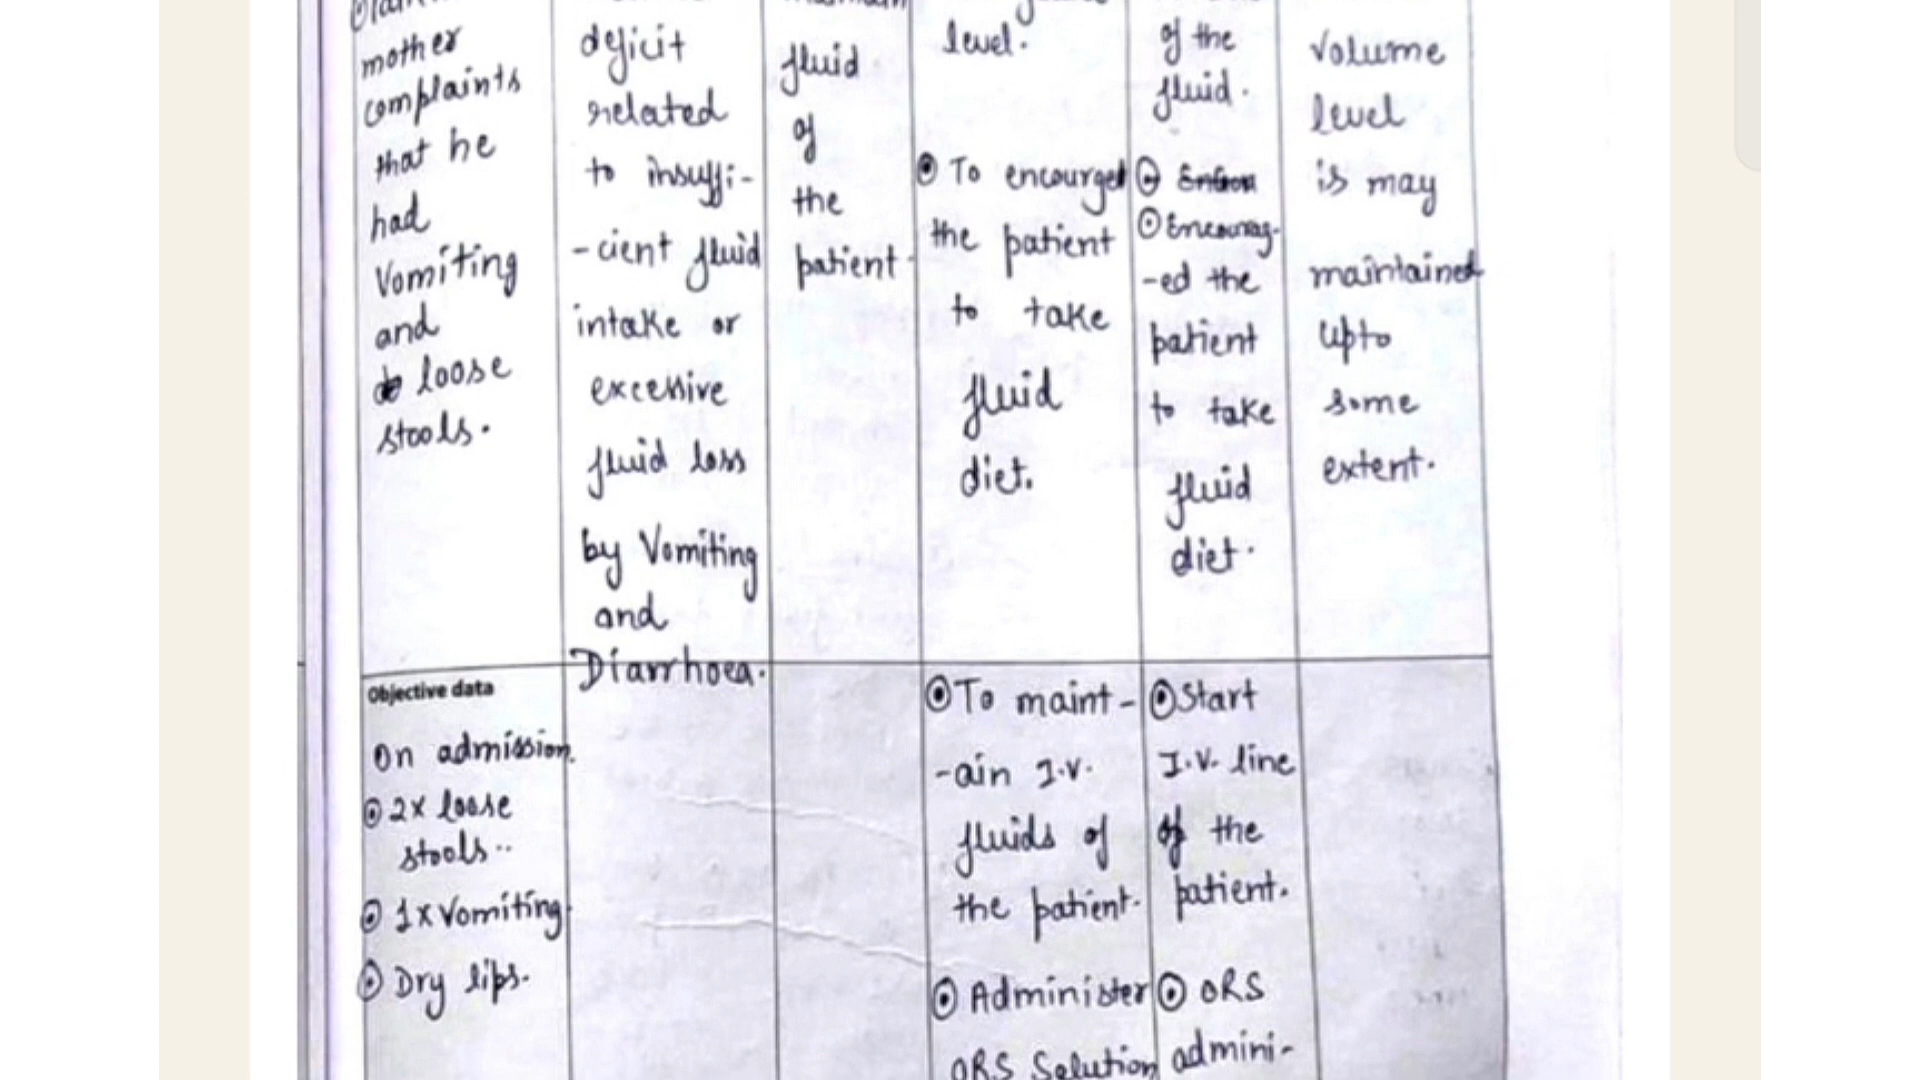 mother
complaints
that he
had
Vomiting
and
loose
stools.
deficit
related
to insuffi-
-cient fluid
intake or
excessive
fluid loss
by Vomiting
and
Diarrhoea.
fluid
of
the
patient
level.
To encourged
the patient
to take
fluid
diet.
of the
fluid.
Encourag-
-ed the
patient
to take
fluid
diet.
Volume
level
is may
maintained
upto
some
extent.
Objective data
On admission.
2x loose
stools..
1x Vomiting
Dry lips.
To maint-
-ain I.V.
fluids of
the patient.
Administer
ORS Solution
Start
I.V. line
of the
patient.
ORS
admini-